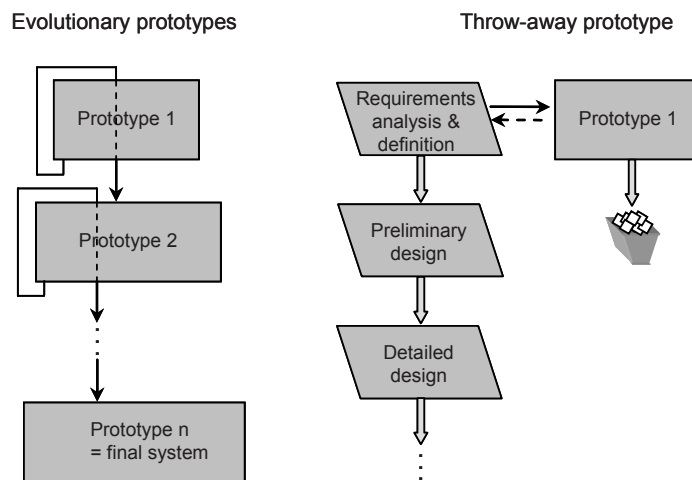 Evolutionary prototypes
Prototype 1
Prototype 2
Prototype n
= final system
Throw-away prototype
Requirements
analysis &
definition
Prototype 1
Preliminary
design
Detailed
design